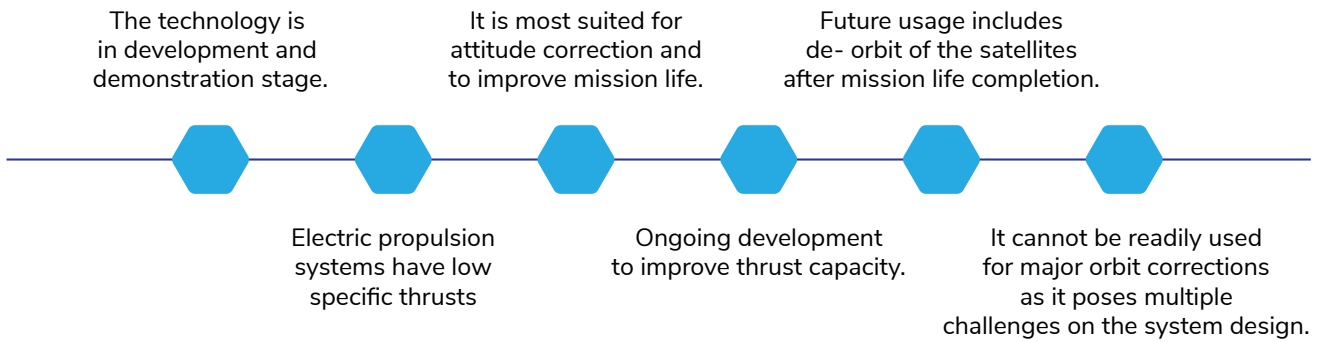 The technology is
in development and
demonstration stage.
Electric propulsion
systems have low
specific thrusts
It is most suited for
attitude correction and
to improve mission life.
Ongoing development
to improve thrust capacity.
Future usage includes
de- orbit of the satellites
after mission life completion.
It cannot be readily used
for major orbit corrections
as it poses multiple
challenges on the system design.